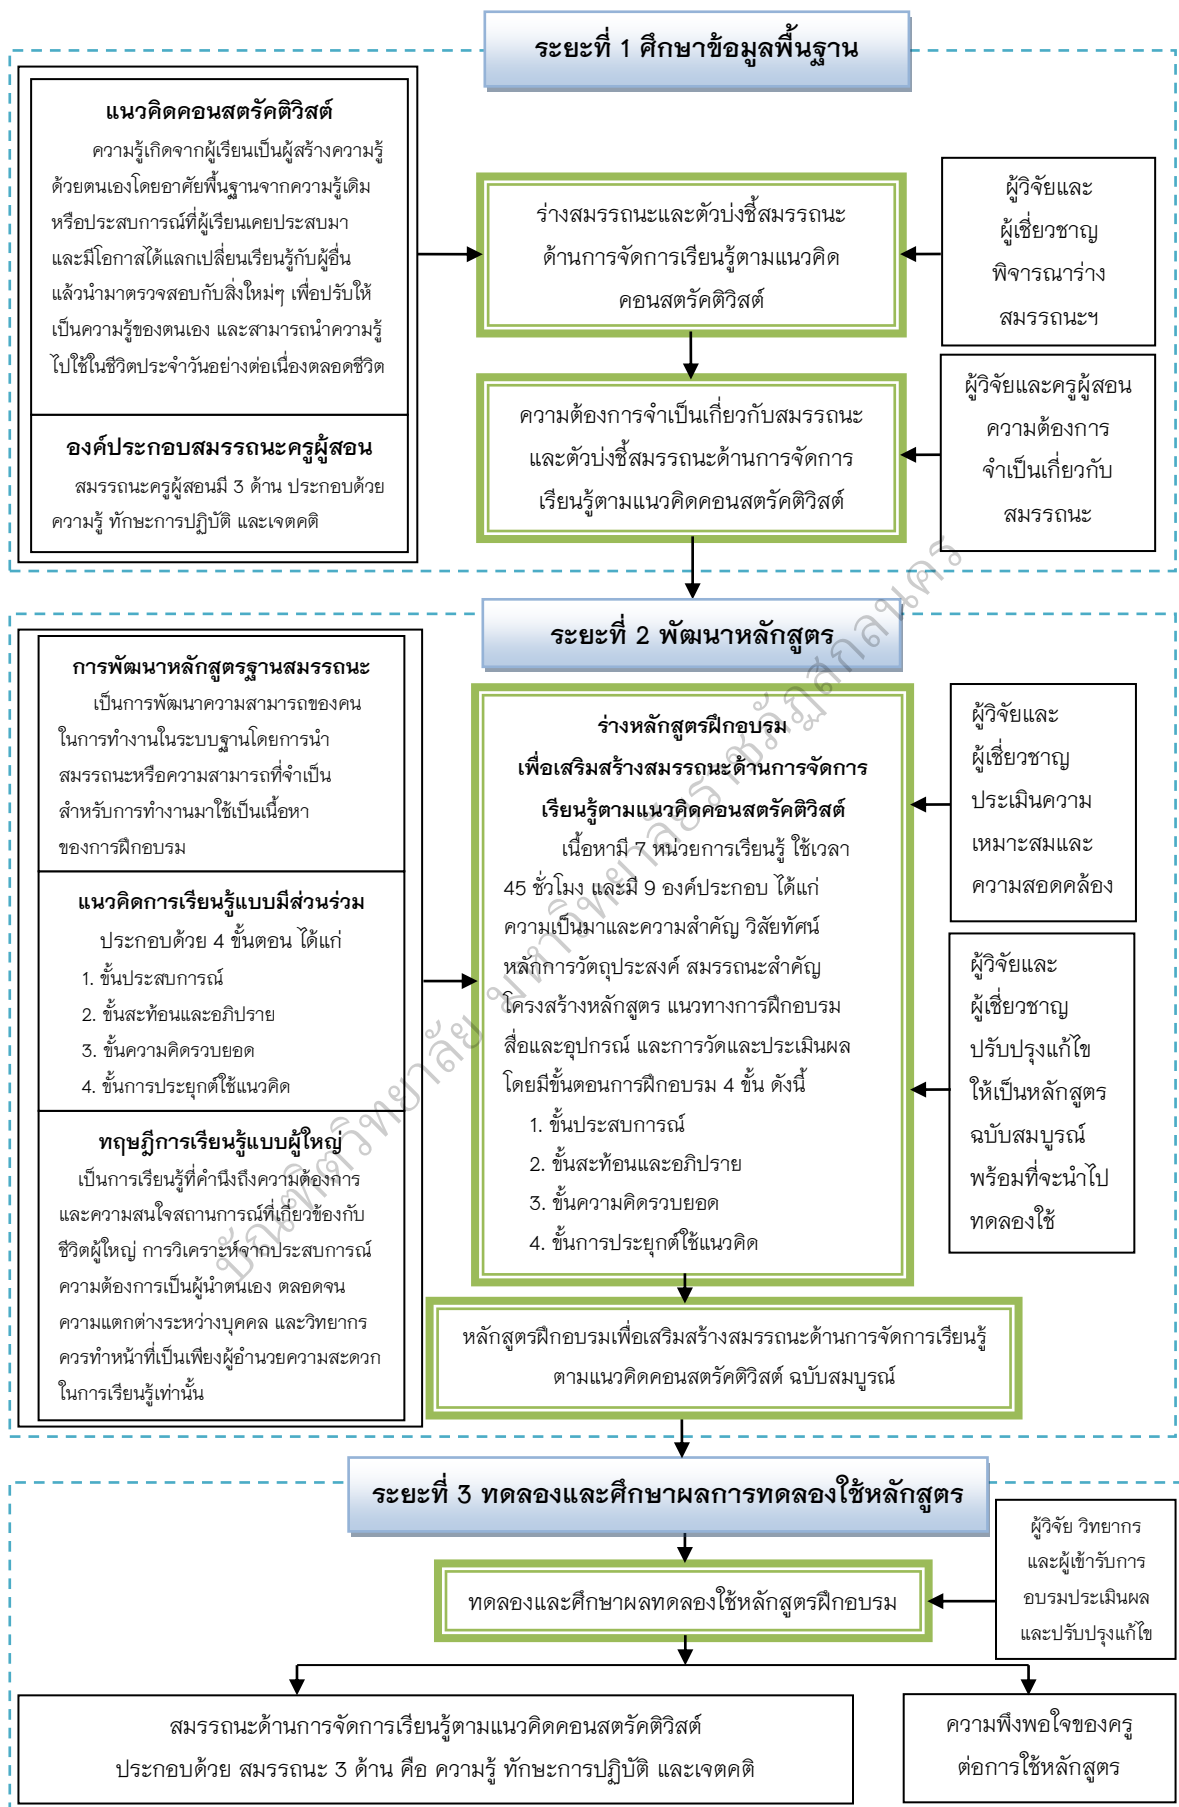 ระยะที่ 1 ศึกษาข้อมูลพื้นฐาน
แนวคิดคอนสตรัคติวิสต์
ความรู้เกิดจากผู้เรียนเป็นผู้สร้างความรู้
ด้วยตนเองโดยอาศัยพื้นฐานจากความรู้เดิม
หรือประสบการณ์ที่ผู้เรียนเคยประสบมา
และมีโอกาสได้แลกเปลี่ยนเรียนรู้กับผู้อื่น
แล้วนำมาตรวจสอบกับสิ่งใหม่ๆ เพื่อปรับให้
เป็นความรู้ของตนเอง และสามารถนำความรู้
ไปใช้ในชีวิตประจำวันอย่างต่อเนื่องตลอดชีวิต
องค์ประกอบสมรรถนะครูผู้สอน
สมรรถนะครูผู้สอนมี 3 ด้าน ประกอบด้วย
ความรู้ ทักษะการปฏิบัติ และเจตคติ
ร่างสมรรถนะและตัวบ่งชี้สมรรถนะ
ด้านการจัดการเรียนรู้ตามแนวคิด
คอนสตรัคติวิสต์
ผู้วิจัยและ
ผู้เชี่ยวชาญ
พิจารณาร่าง
สมรรถนะฯ
ความต้องการจำเป็นเกี่ยวกับสมรรถนะ
และตัวบ่งชี้สมรรถนะด้านการจัดการ
เรียนรู้ตามแนวคิดคอนสตรัคติวิสต์
ผู้วิจัยและครูผู้สอน
ความต้องการ
จำเป็นเกี่ยวกับ
สมรรถนะ
ระยะที่ 2 พัฒนาหลักสูตร
การพัฒนาหลักสูตรฐานสมรรถนะ
เป็นการพัฒนาความสามารถของคน
ในการทำงานในระบบฐานโดยการนำ
สมรรถนะหรือความสามารถที่จำเป็น
สำหรับการทำงานมาใช้เป็นเนื้อหา
ของการฝึกอบรม
แนวคิดการเรียนรู้แบบมีส่วนร่วม
ประกอบด้วย 4 ขั้นตอน ได้แก่
1. ขั้นประสบการณ์
2. ขั้นสะท้อนและอภิปราย
3. ขั้นความคิดรวบยอด
4. ขั้นการประยุกต์ใช้แนวคิด
ทฤษฎีการเรียนรู้แบบผู้ใหญ่
เป็นการเรียนรู้ที่คำนึงถึงความต้องการ
และความสนใจสถานการณ์ที่เกี่ยวข้องกับ
ชีวิตผู้ใหญ่ การวิเคราะห์จากประสบการณ์
ความต้องการเป็นผู้นำตนเอง ตลอดจน
ความแตกต่างระหว่างบุคคล และวิทยากร
ควรทำหน้าที่เป็นเพียงผู้อำนวยความสะดวก
ในการเรียนรู้เท่านั้น
ร่างหลักสูตรฝึกอบรม
เพื่อเสริมสร้างสมรรถนะด้านการจัดการ
เรียนรู้ตามแนวคิดคอนสตรัคติวิสต์
เนื้อหามี 7 หน่วยการเรียนรู้ ใช้เวลา
45 ชั่วโมง และมี 9 องค์ประกอบ ได้แก่
ความเป็นมาและความสำคัญ วิสัยทัศน์
หลักการวัตถุประสงค์ สมรรถนะสำคัญ
โครงสร้างหลักสูตร แนวทางการฝึกอบรม
สื่อและอุปกรณ์ และการวัดและประเมินผล
โดยมีขั้นตอนการฝึกอบรม 4 ขั้น ดังนี้
1. ขั้นประสบการณ์
2. ขั้นสะท้อนและอภิปราย
3. ขั้นความคิดรวบยอด
4. ขั้นการประยุกต์ใช้แนวคิด
ผู้วิจัยและ
ผู้เชี่ยวชาญ
ประเมินความ
เหมาะสมและ
ความสอดคล้อง
ผู้วิจัยและ
ผู้เชี่ยวชาญ
ปรับปรุงแก้ไข
ให้เป็นหลักสูตร
ฉบับสมบูรณ์
พร้อมที่จะนำไป
ทดลองใช้
หลักสูตรฝึกอบรมเพื่อเสริมสร้างสมรรถนะด้านการจัดการเรียนรู้
ตามแนวคิดคอนสตรัคติวิสต์ ฉบับสมบูรณ์
ระยะที่ 3 ทดลองและศึกษาผลการทดลองใช้หลักสูตร
ทดลองและศึกษาผลทดลองใช้หลักสูตรฝึกอบรม
ผู้วิจัย วิทยากร
และผู้เข้ารับการ
อบรมประเมินผล
และปรับปรุงแก้ไข
สมรรถนะด้านการจัดการเรียนรู้ตามแนวคิดคอนสตรัคติวิสต์
ประกอบด้วย สมรรถนะ 3 ด้าน คือ ความรู้ ทักษะการปฏิบัติ และเจตคติ
ความพึงพอใจของครู
ต่อการใช้หลักสูตร
บัณฑิตวิทยาลัย มหาวิทยาลัยราชภัฏสกลนคร